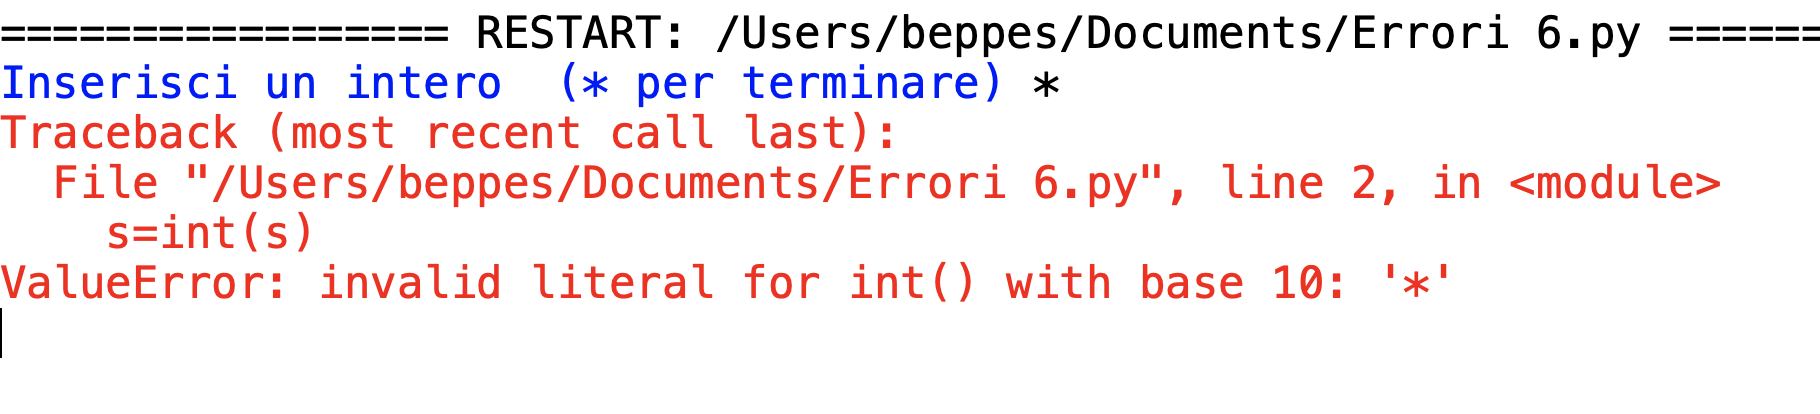 ================= RESTART: /Users/beppes/Documents/Errori 6.py ======
Inserisci un intero  (* per terminare) *
Traceback (most recent call last):
  File "/Users/beppes/Documents/Errori 6.py", line 2, in <module>
    s=int(s)
ValueError: invalid literal for int() with base 10: '*'